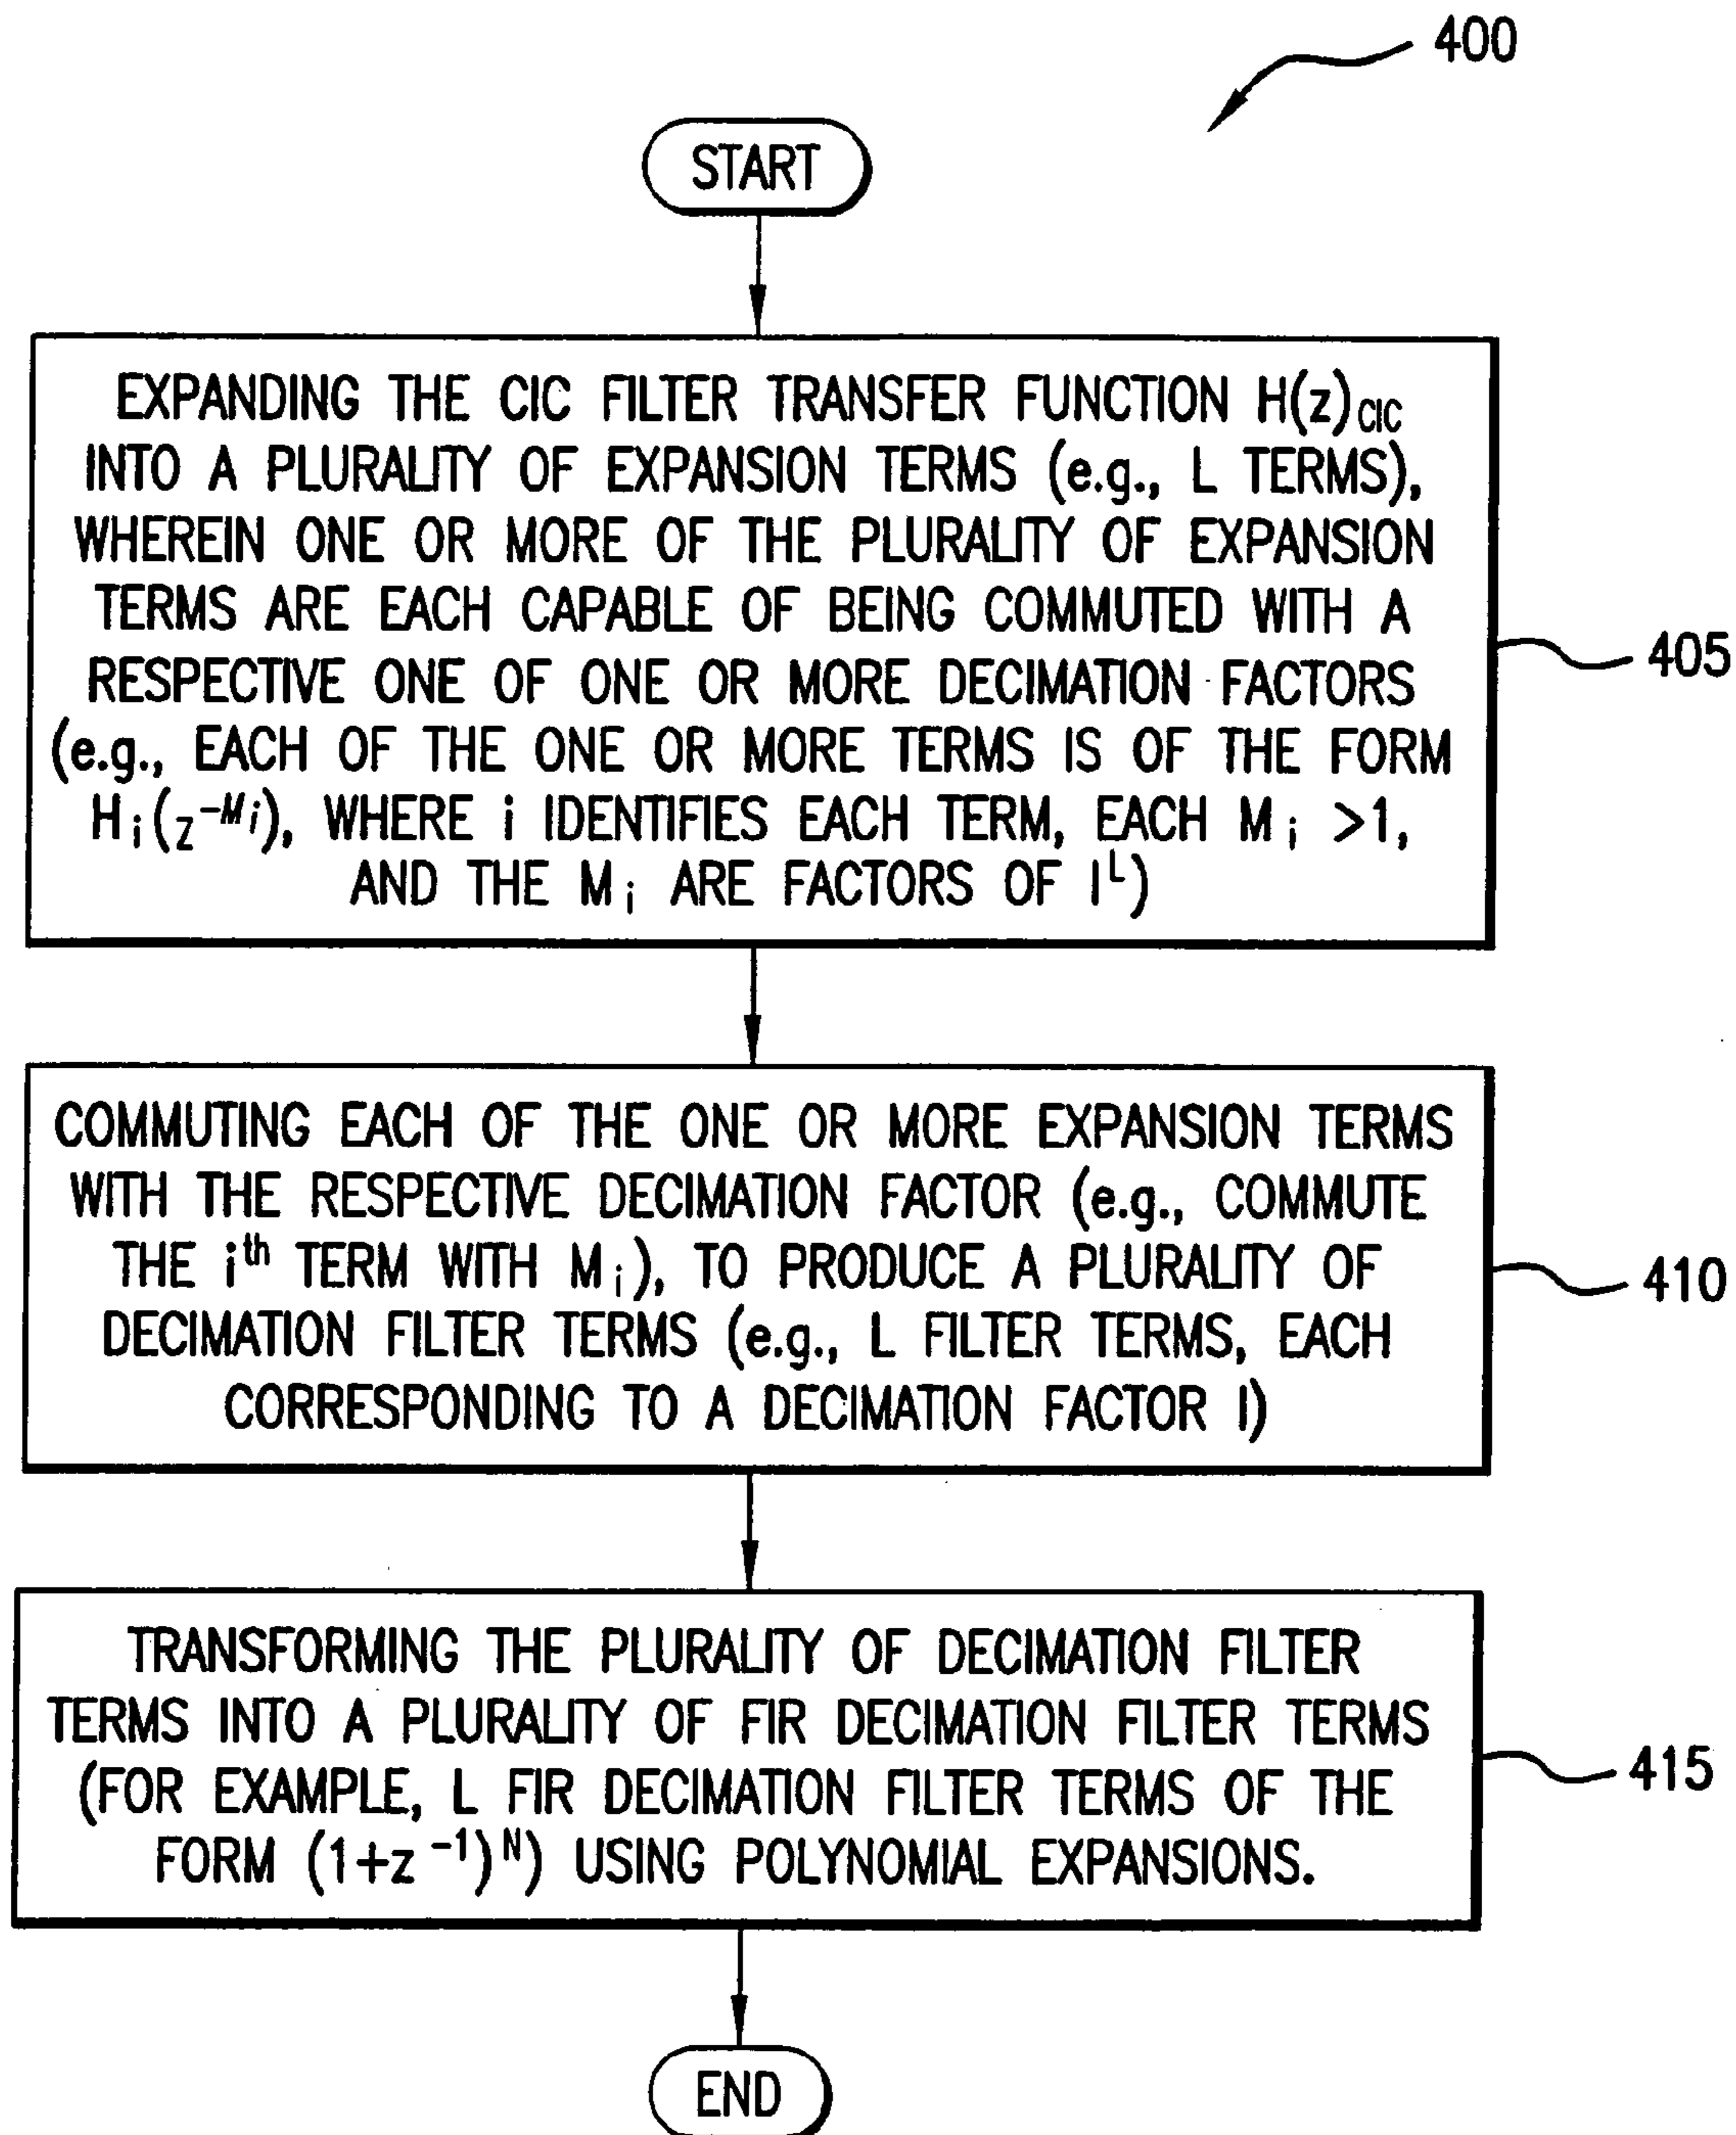 400
START
EXPANDING THE CIC FILTER TRANSFER FUNCTION H(z)CIC
INTO A PLURALITY OF EXPANSION TERMS (e.g., L TERMS),
WHEREIN ONE OR MORE OF THE PLURALITY OF EXPANSION
TERMS ARE EACH CAPABLE OF BEING COMMUTED WITH A
RESPECTIVE ONE OF ONE OR MORE DECIMATION FACTORS
(e.g., EACH OF THE ONE OR MORE TERMS IS OF THE FORM
Hi(z^-Mi), WHERE i IDENTIFIES EACH TERM, EACH Mi >1,
AND THE Mi ARE FACTORS OF I^L)
405
COMMUTING EACH OF THE ONE OR MORE EXPANSION TERMS
WITH THE RESPECTIVE DECIMATION FACTOR (e.g., COMMUTE
THE i^th TERM WITH Mi), TO PRODUCE A PLURALITY OF
DECIMATION FILTER TERMS (e.g., L FILTER TERMS, EACH
CORRESPONDING TO A DECIMATION FACTOR I)
410
TRANSFORMING THE PLURALITY OF DECIMATION FILTER
TERMS INTO A PLURALITY OF FIR DECIMATION FILTER TERMS
(FOR EXAMPLE, L FIR DECIMATION FILTER TERMS OF THE
FORM (1+z^-1)^N) USING POLYNOMIAL EXPANSIONS.
415
END